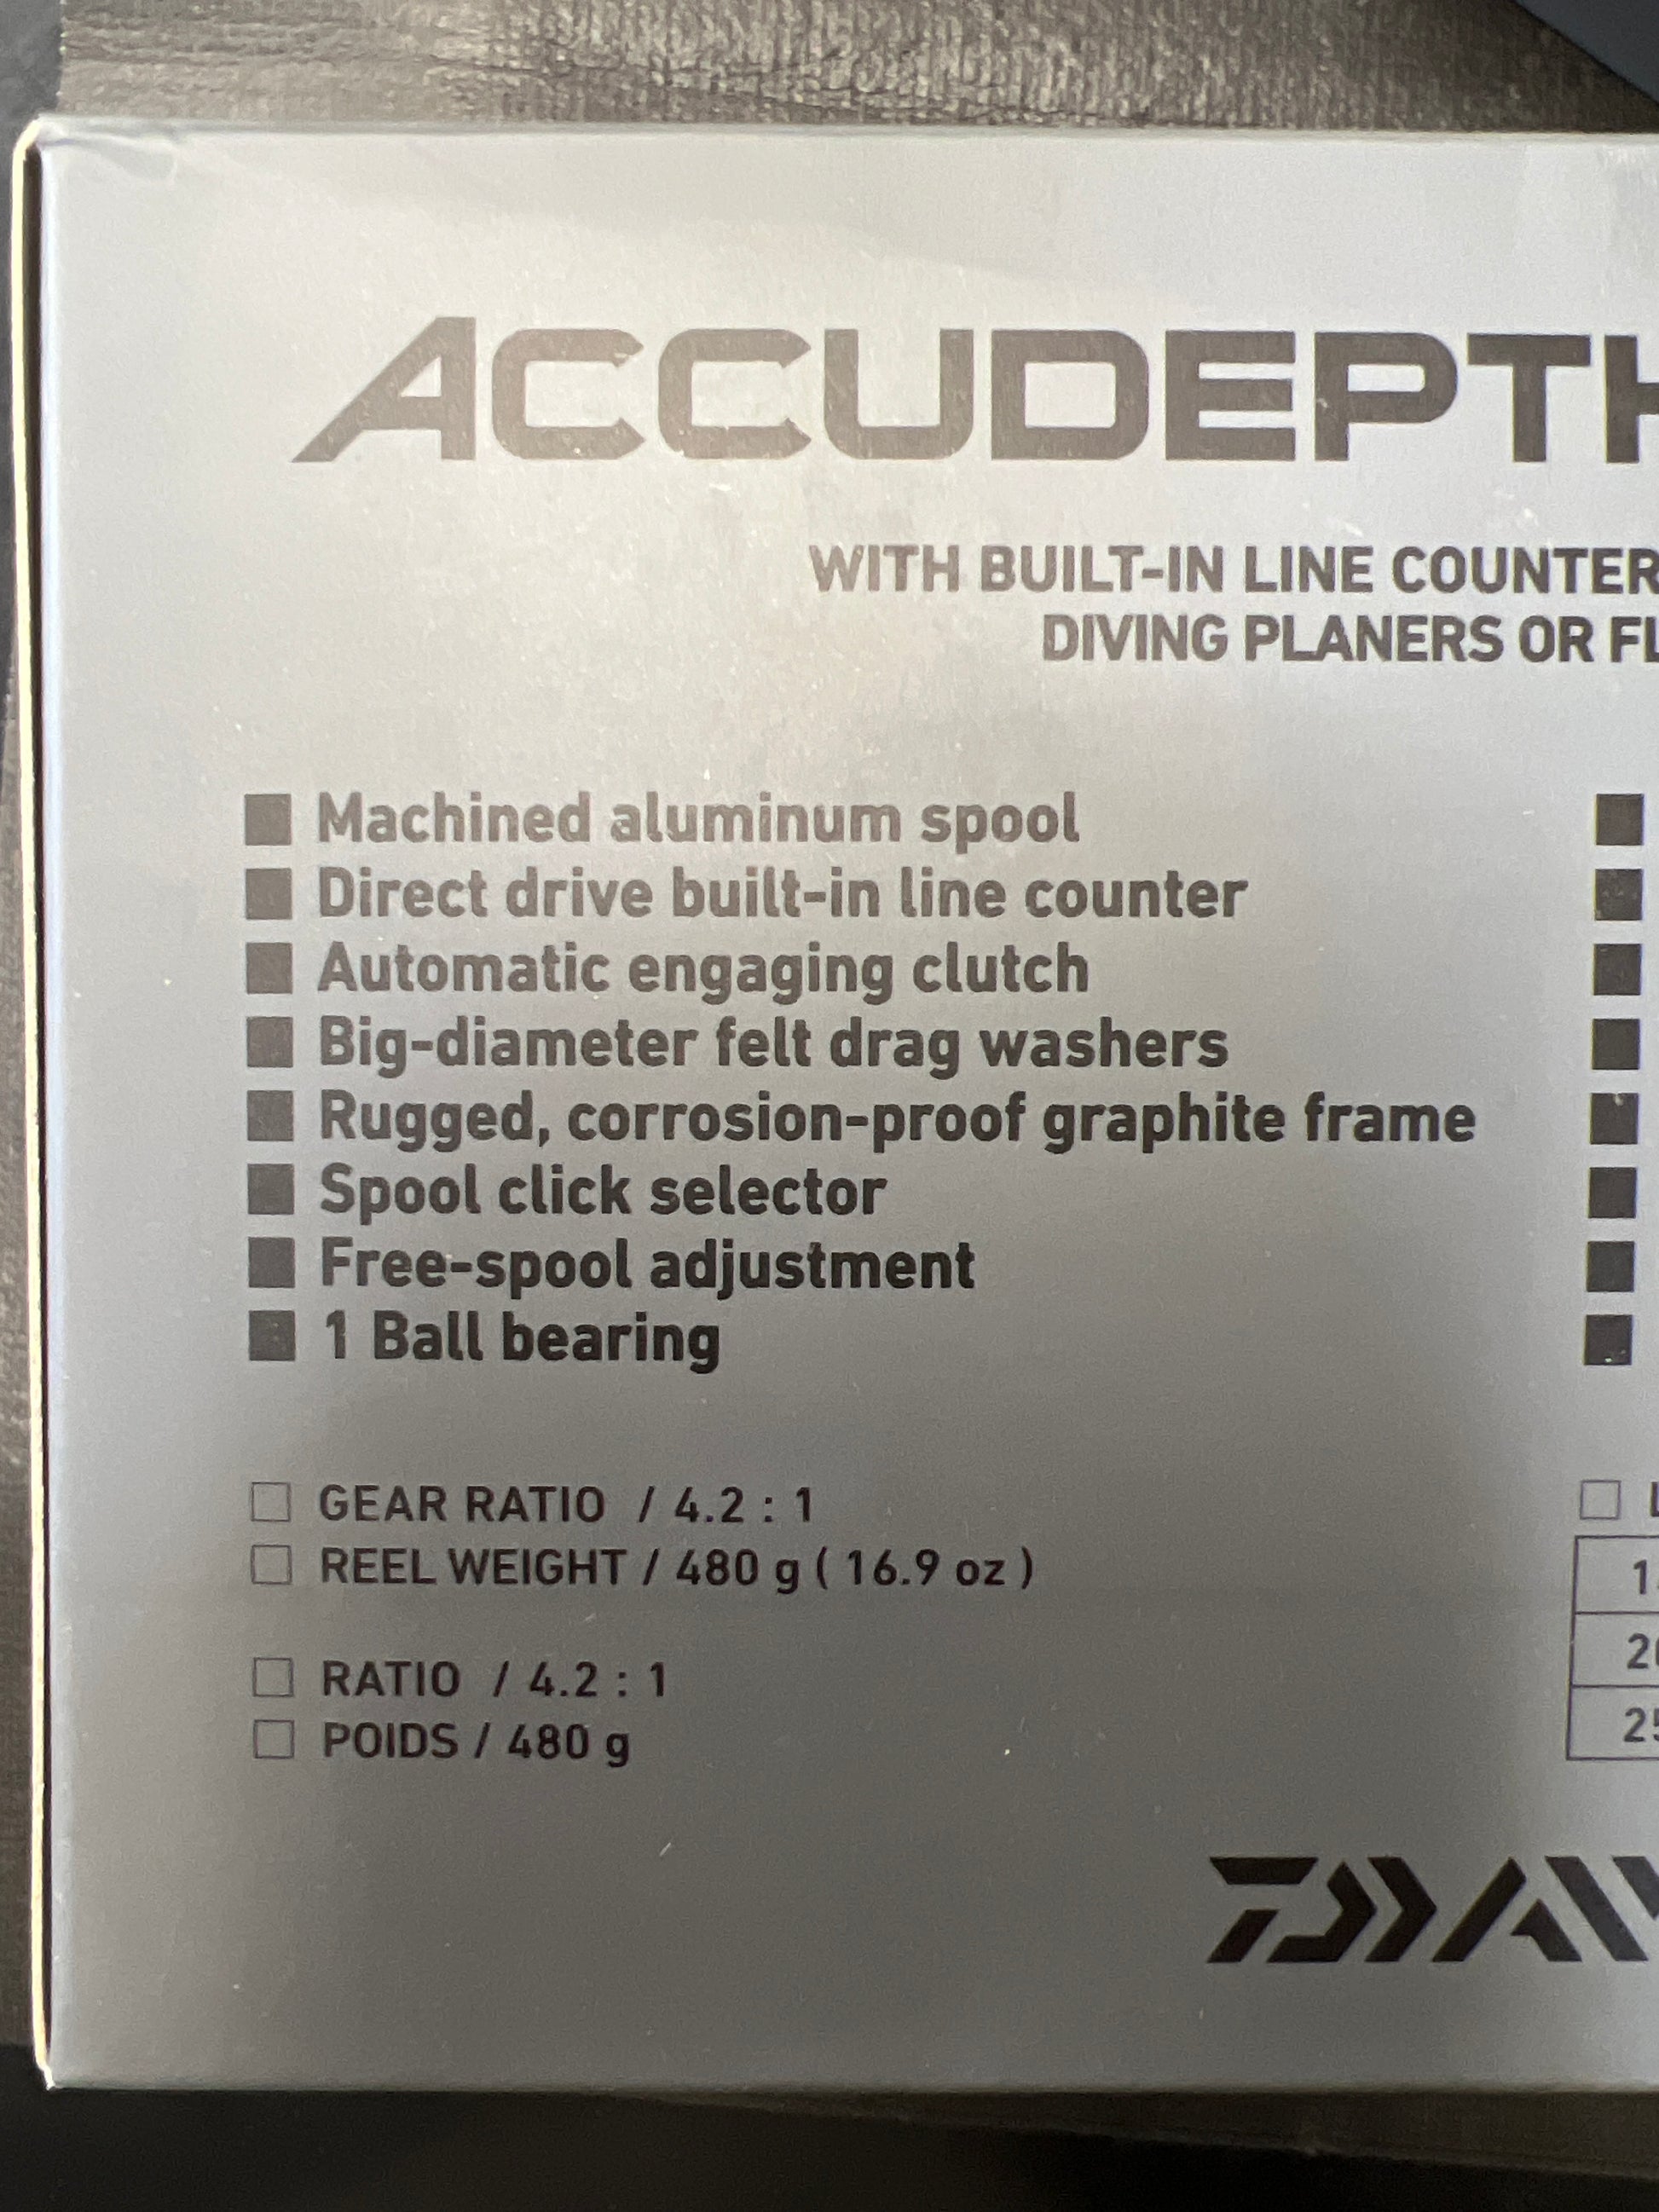 ACCUDEPTH
WITH BUILT-IN LINE COUNTER
DIVING PLANERS OR
Machined aluminum spool
Direct drive built-in line counter
Automatic engaging clutch
Big-diameter felt drag washers
Rugged, corrosion-proof graphite frame
Spool click selector
Free-spool adjustment
1 Ball bearing
GEAR RATIO / 4.2 : 1
REEL WEIGHT / 480 g ( 16.9 oz )
RATIO / 4.2 : 1
POIDS / 480 g